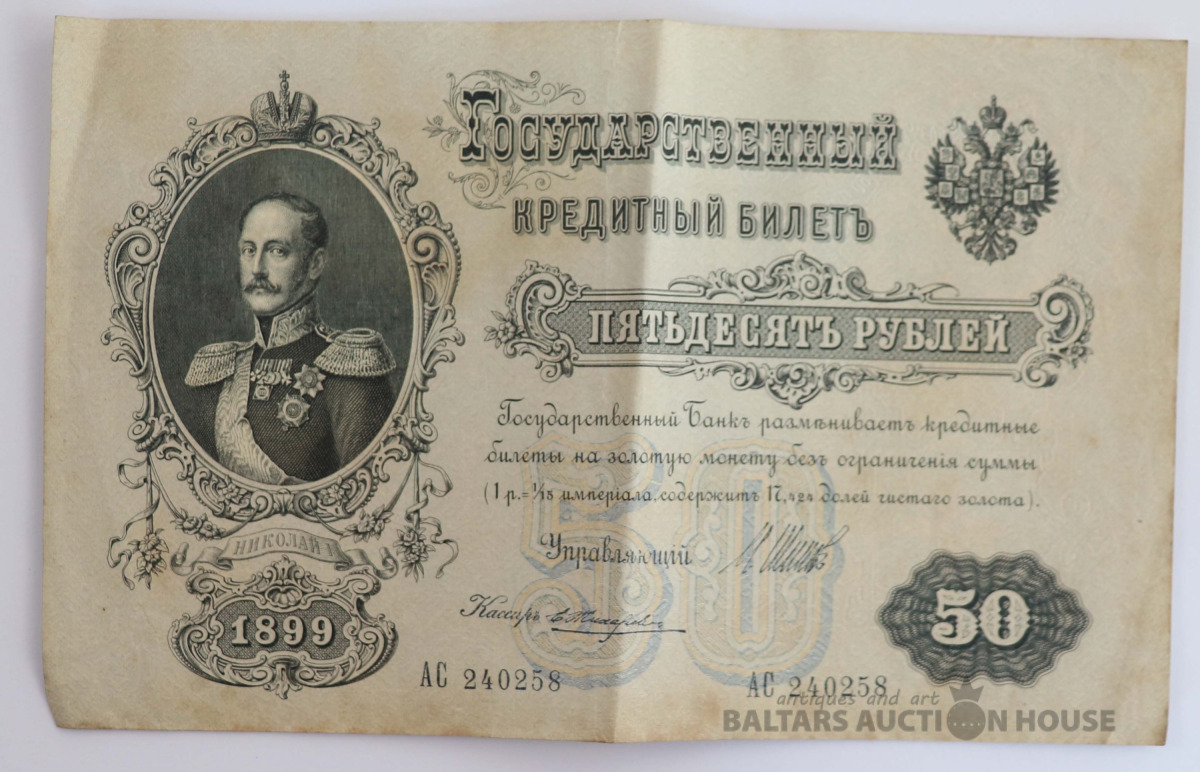 Государственный
кредитный билетъ
ПЯТЬДЕСЯТЪ РУБЛЕЙ
Государственный Банкъ размѣниваетъ кредитные
билеты на золотую монету безъ ограниченія суммы
(1 р.= 1/15 имперіала, содержитъ 17,424 долей чистаго золота).
50
Управляющій
Кассиръ
НИКОЛАЙ I
1899
50
АС 240258
АС 240258
antiques and art
BALTARS AUCTION HOUSE